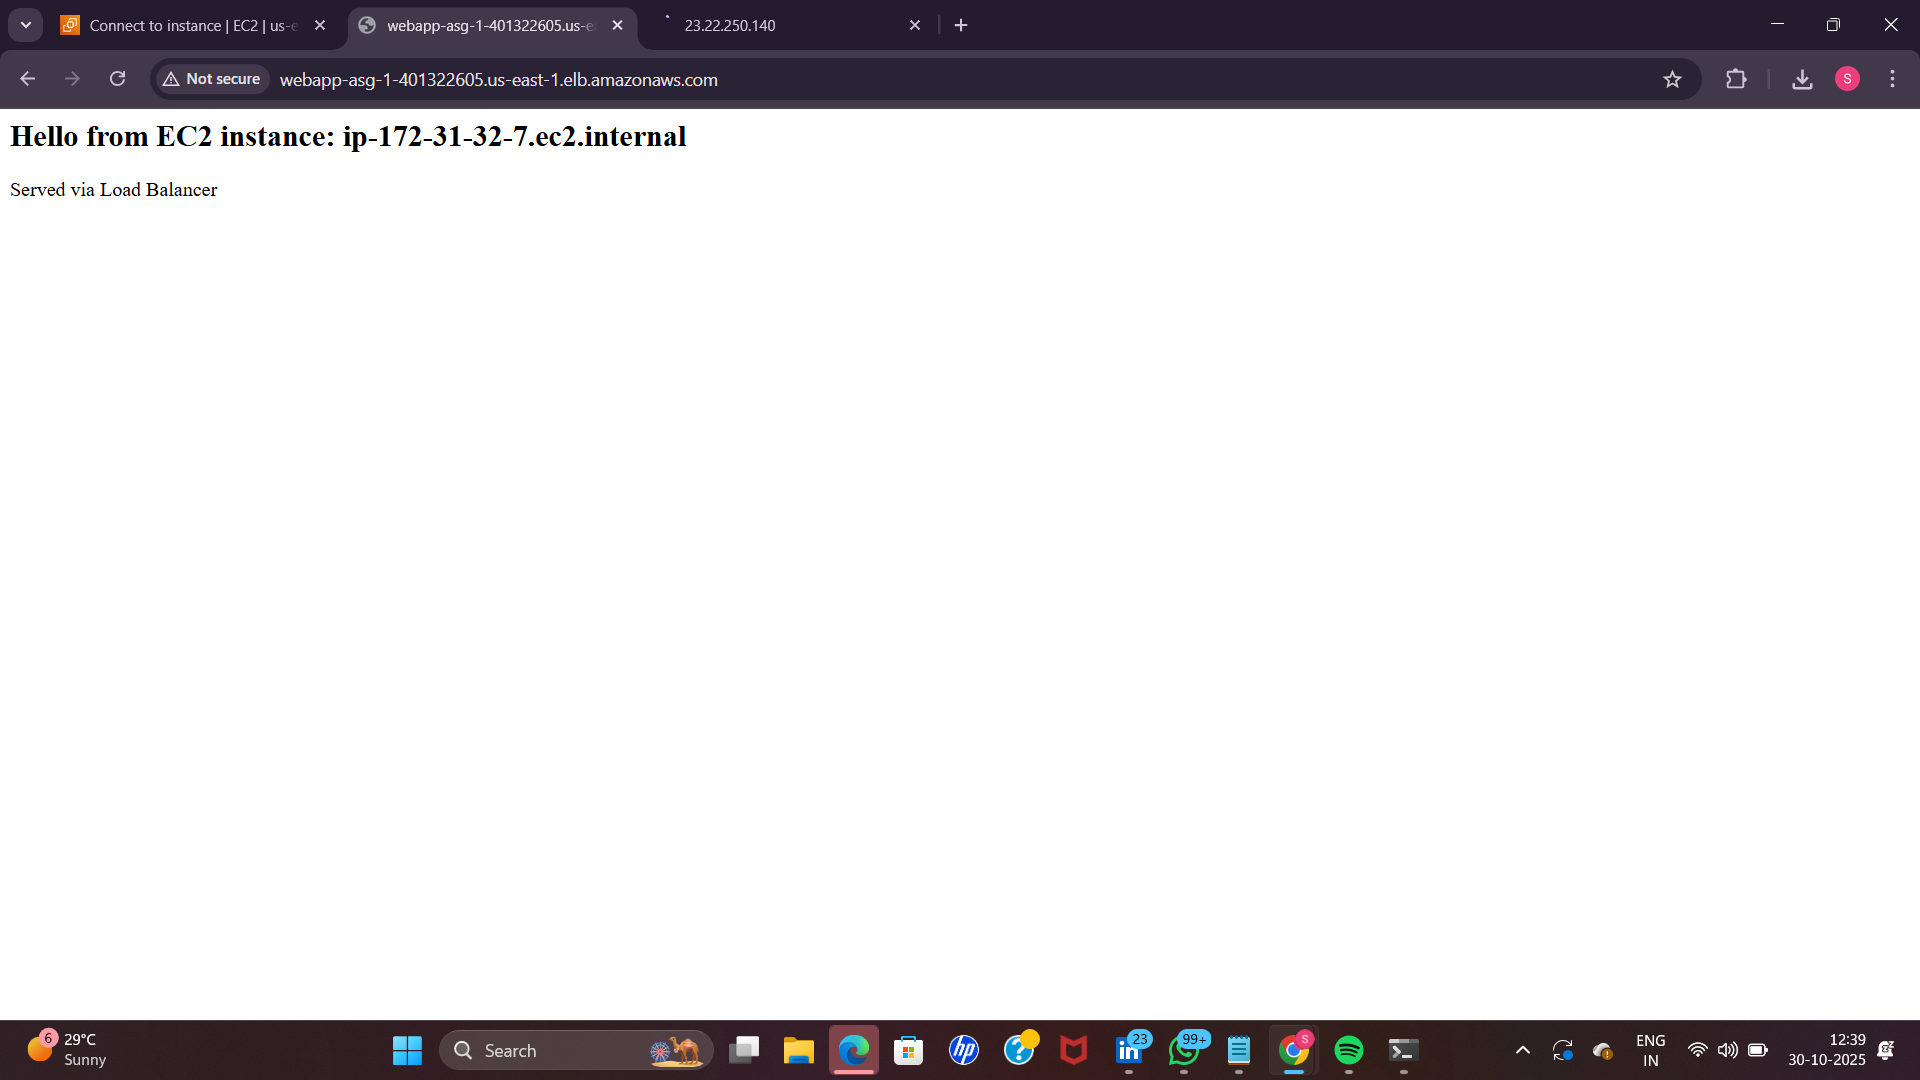 Connect to instance | EC2 | us-e
webapp-asg-1-401322605.us-e
23.22.250.140
Not secure
webapp-asg-1-401322605.us-east-1.elb.amazonaws.com
S
Hello from EC2 instance: ip-172-31-32-7.ec2.internal
Served via Load Balancer
6
29°C
Sunny
Search
hp
?
in
23
99+
S
ENG
IN
12:39
30-10-2025